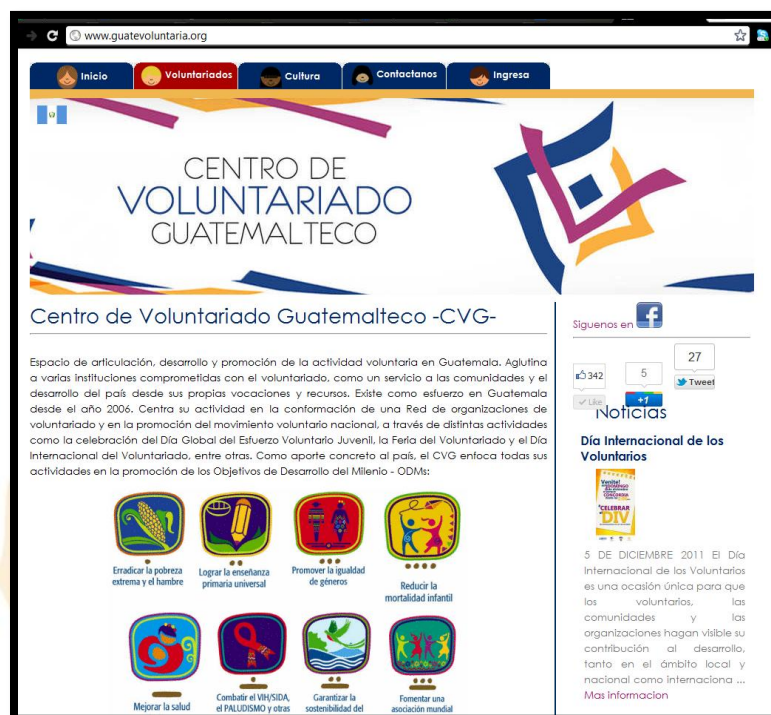 www.guatevoluntaria.org
Inicio
Voluntariados
Cultura
Contactanos
Ingresa
CENTRO DE
VOLUNTARIADO
GUATEMALTECO
Centro de Voluntariado Guatemalteco -CVG-
Espacio de articulación, desarrollo y promoción de la actividad voluntaria en Guatemala. Aglutina
a varias instituciones comprometidas con el voluntariado, como un servicio a las comunidades y el
desarrollo del país desde sus propias vocaciones y recursos. Existe como esfuerzo en Guatemala
desde el año 2006. Centra su actividad en la conformación de una Red de organizaciones de
voluntariado y en la promoción del movimiento voluntario nacional, a través de distintas actividades
como la celebración del Día Global del Esfuerzo Voluntario Juvenil, la Feria del Voluntariado y el Día
Internacional del Voluntariado, entre otras. Como aporte concreto al país, el CVG enfoca todas sus
actividades en la promoción de los Objetivos de Desarrollo del Milenio - ODMs:
Erradicar la pobreza
extrema y el hambre
Lograr la enseñanza
primaria universal
Promover la igualdad
de géneros
Reducir la
mortalidad infantil
Mejorar la salud
Combatir el VIH/SIDA,
el PALUDISMO y otras
Garantizar la
sostenibilidad del
Fomentar una
asociación mundial
Siguenos en
342
Like
5
+1
27
Tweet
Noticias
Día Internacional de los
Voluntarios
Venite!
CELEBRAR
DIV
5 DE DICIEMBRE 2011 El Día
Internacional de los Voluntarios
es una ocasión única para que
los voluntarios, las
comunidades y las
organizaciones hagan visible su
contribución al desarrollo,
tanto en el ámbito local y
nacional como internaciona ...
Mas informacion